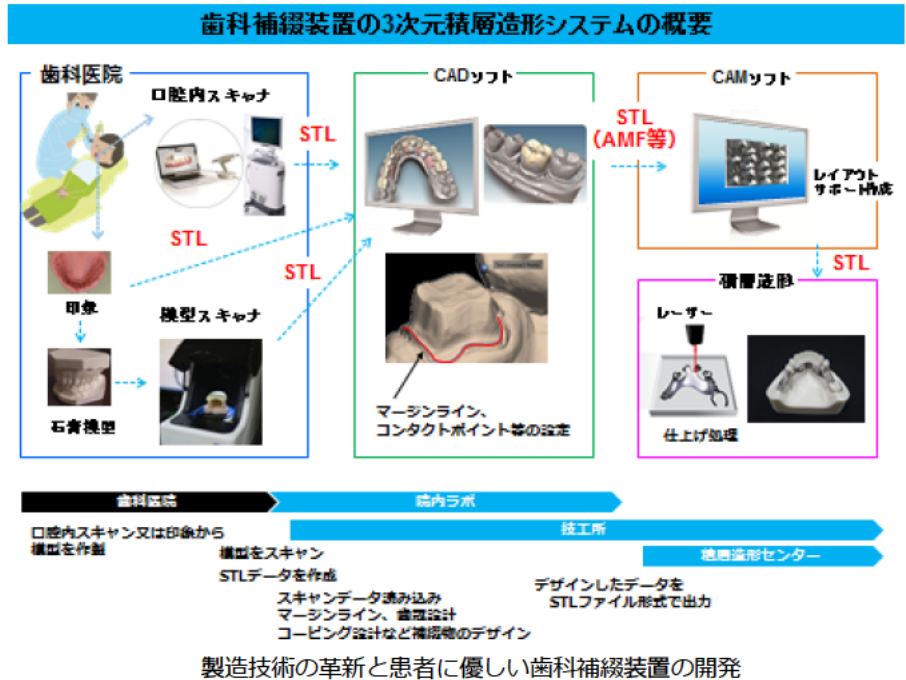 歯科補綴装置の3次元積層造形システムの概要
歯科医院
口腔内スキャナ
STL
STL
印象
STL
模型スキャナ
石膏模型
CADソフト
マージンライン、
コンタクトポイント等の設定
STL
(AMF等)
CAMソフト
レイアウト
サポート作成
STL
積層造形
レーザー
仕上げ処理
歯科医院
院内ラボ
技工所
積層造形センター
口腔内スキャン又は印象から
模型を作製
模型をスキャン
STLデータを作成
スキャンデータ読み込み
マージンライン、歯冠設計
コーピング設計など補綴物のデザイン
デザインしたデータを
STLファイル形式で出力
製造技術の革新と患者に優しい歯科補綴装置の開発